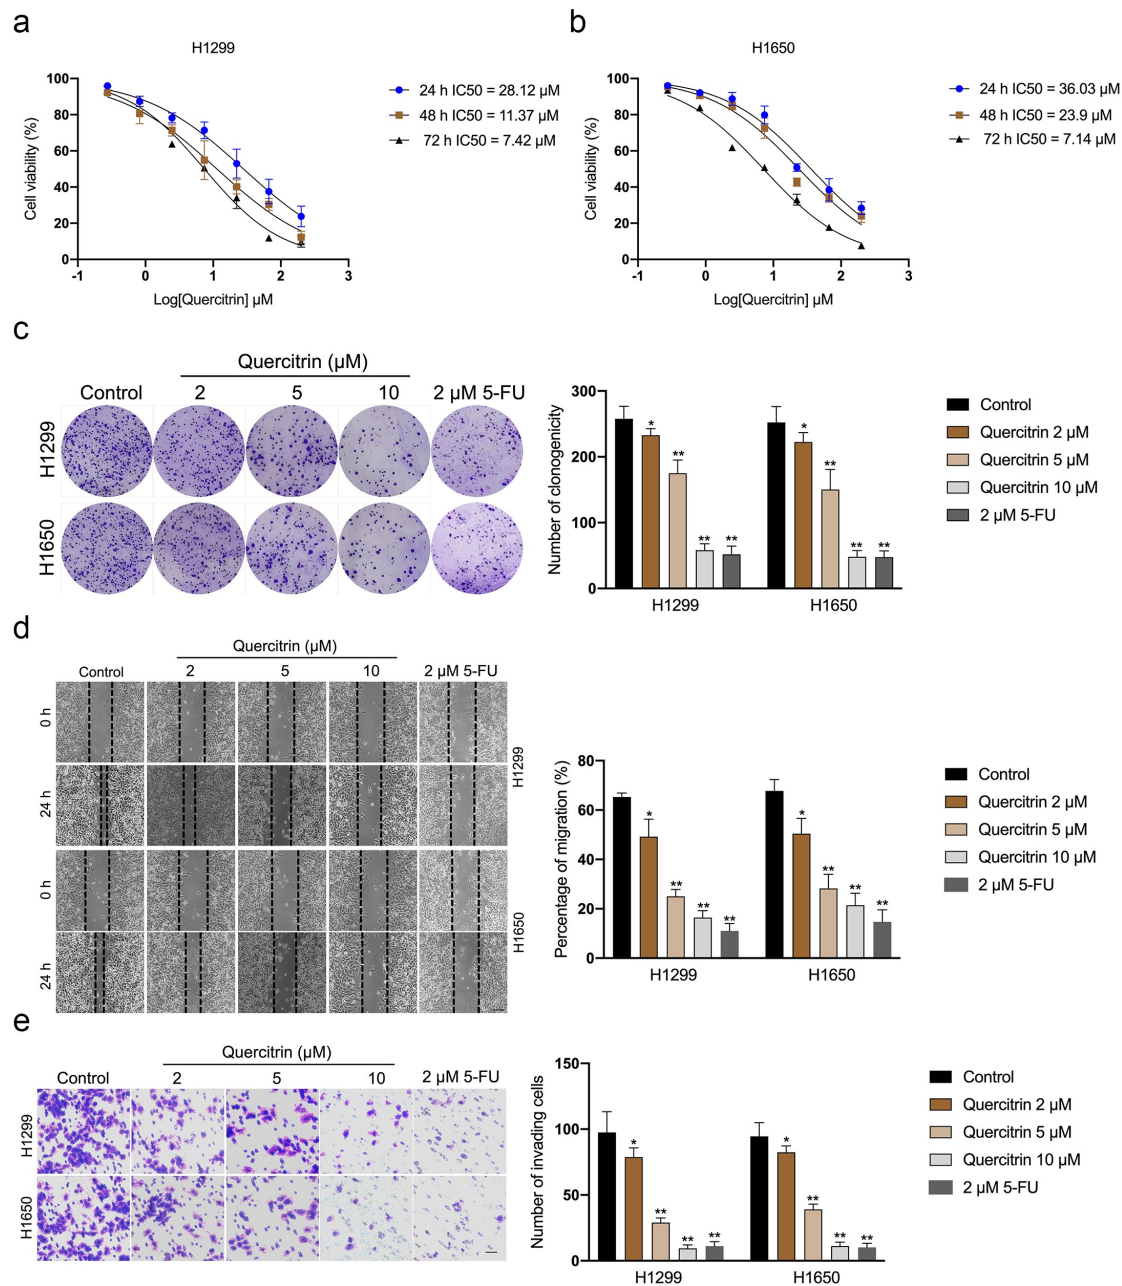 a
H1299
100
80
60
40
20
0
-1 0 1 2 3
Cell viability (%)
Log[Quercitrin] µM
24 h IC50 = 28.12 µM
48 h IC50 = 11.37 µM
72 h IC50 = 7.42 µM
b
H1650
100
80
60
40
20
0
-1 0 1 2 3
Cell viability (%)
Log[Quercitrin] µM
24 h IC50 = 36.03 µM
48 h IC50 = 23.9 µM
72 h IC50 = 7.14 µM
c
Quercitrin (µM)
Control 2 5 10 2 µM 5-FU
H1299
H1650
Number of clonogenicity
300
200
100
0
* ** ** **
* ** ** **
H1299 H1650
Control
Quercitrin 2 µM
Quercitrin 5 µM
Quercitrin 10 µM
2 µM 5-FU
d
Quercitrin (µM)
Control 2 5 10 2 µM 5-FU
0 h
24 h
H1299
0 h
24 h
H1650
Percentage of migration (%)
80
60
40
20
0
* ** ** **
* ** ** **
H1299 H1650
Control
Quercitrin 2 µM
Quercitrin 5 µM
Quercitrin 10 µM
2 µM 5-FU
e
Quercitrin (µM)
Control 2 5 10 2 µM 5-FU
H1299
H1650
Number of invading cells
150
100
50
0
* ** ** **
* ** ** **
H1299 H1650
Control
Quercitrin 2 µM
Quercitrin 5 µM
Quercitrin 10 µM
2 µM 5-FU